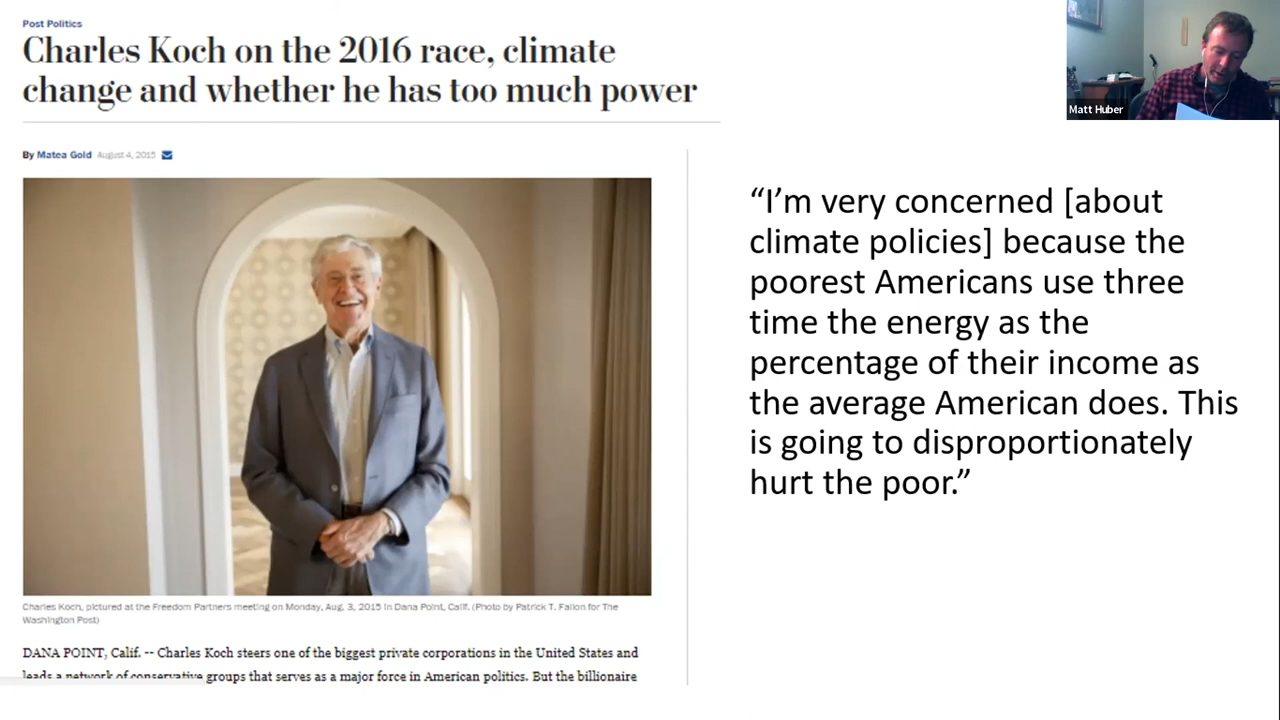 Post Politics
Charles Koch on the 2016 race, climate
change and whether he has too much power
By Matea Gold August 4, 2015
Charles Koch, pictured at the Freedom Partners meeting on Monday, Aug. 3, 2015 in Dana Point, Calif. (Photo by Patrick T. Fallon for The
Washington Post)
DANA POINT, Calif. -- Charles Koch steers one of the biggest private corporations in the United States and
leads a network of conservative groups that serves as a major force in American politics. But the billionaire
Matt Huber
“I’m very concerned [about
climate policies] because the
poorest Americans use three
time the energy as the
percentage of their income as
the average American does. This
is going to disproportionately
hurt the poor.”